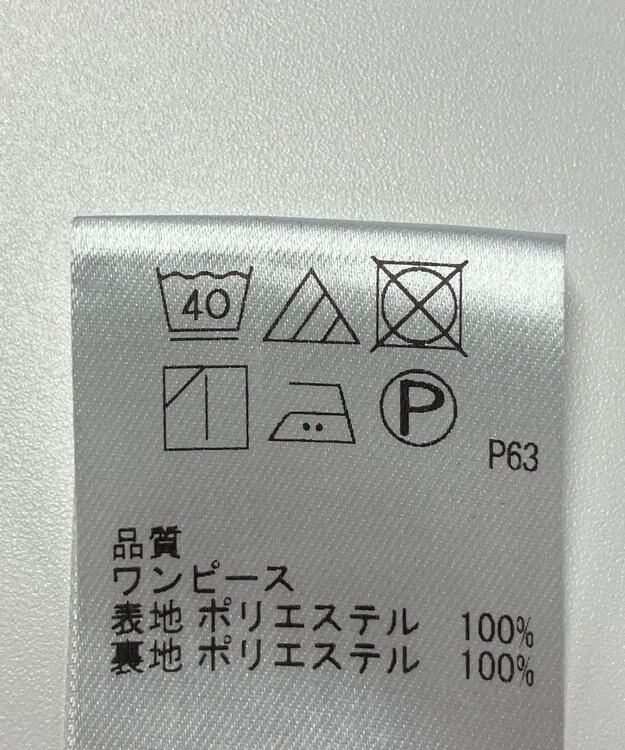 40
P
P63
品質
ワンピース
表地 ポリエステル 100%
裏地 ポリエステル 100%